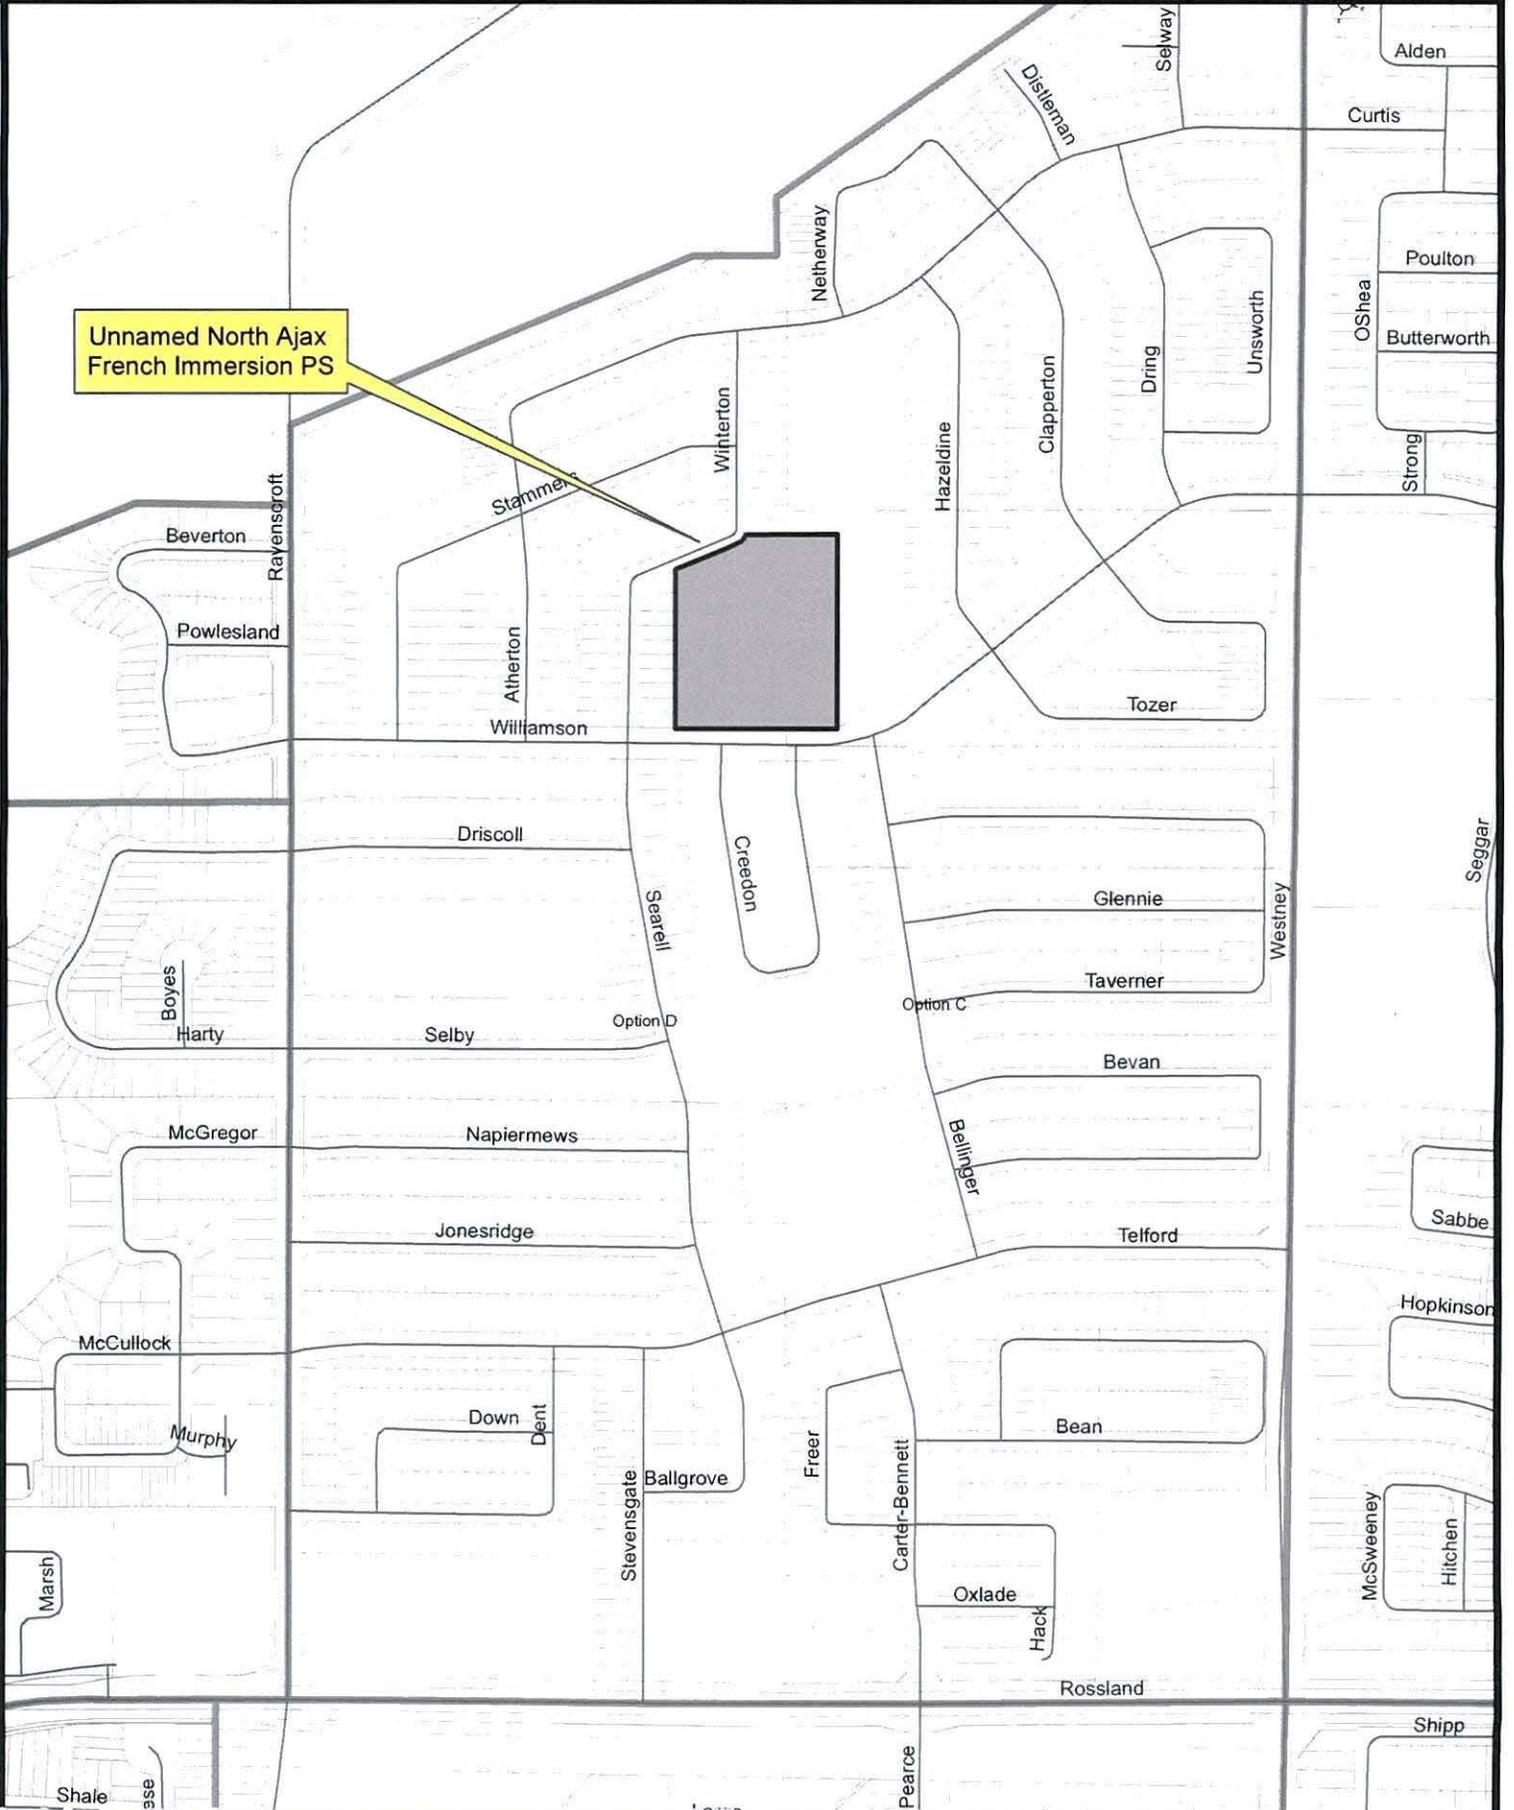 Selway
Alden
Distleman
Curtis
Netherway
Poulton
OShea
Unsworth
Butterworth
Unnamed North Ajax
French Immersion PS
Dring
Clapperton
Winterton
Hazeldine
Strong
Stammers
Ravenscroft
Beverton
Powlesland
Atherton
Tozer
Williamson
Driscoll
Creedon
Seggar
Searell
Glennie
Westney
Taverner
Boyes
Option C
Option D
Harty
Selby
Bevan
McGregor
Napiermews
Bellinger
Sabbe
Jonesridge
Telford
Hopkinson
McCullock
Down
Dent
Murphy
Bean
Freer
Ballgrove
Stevensgate
Carter-Bennett
McSweeney
Hitchen
Marsh
Oxlade
Hack
Rossland
Shipp
Pearce
Shale
ase